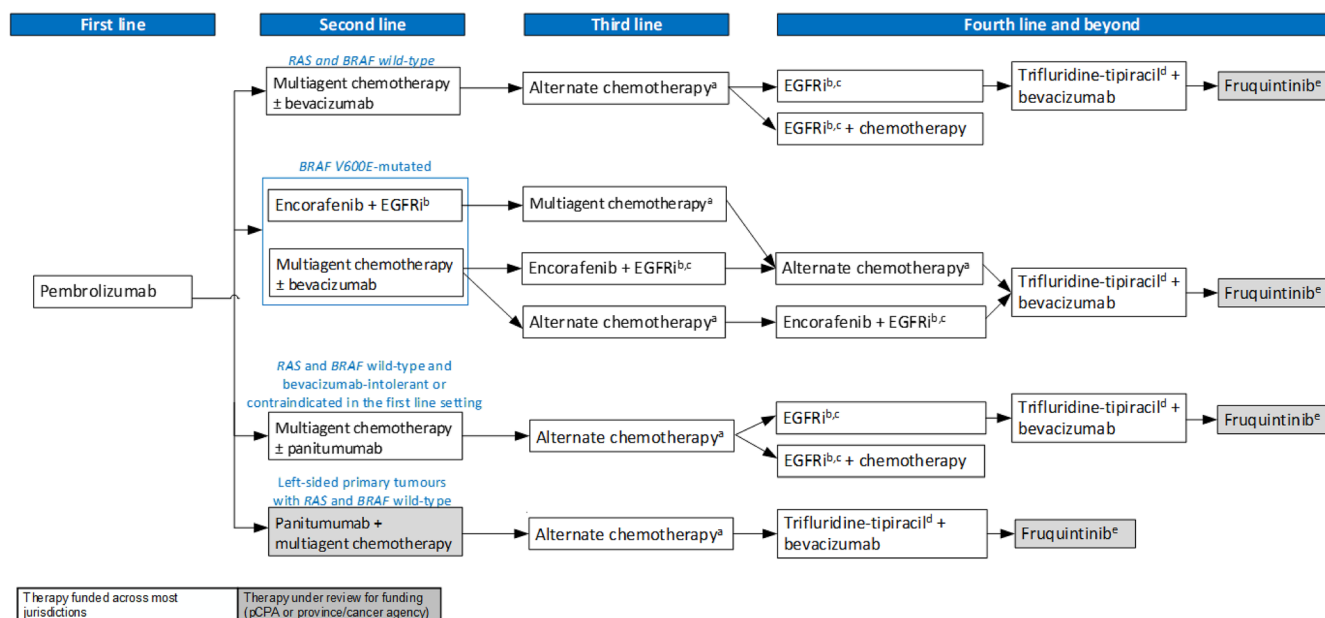 First line
Second line
Third line
Fourth line and beyond
RAS and BRAF wild-type
Multiagent chemotherapy
± bevacizumab
Alternate chemotherapyᵃ
EGFRiᵇ,ᶜ
EGFRiᵇ,ᶜ + chemotherapy
Trifluridine-tipiracilᵈ +
bevacizumab
Fruquintinibᵉ
BRAF V600E-mutated
Encorafenib + EGFRiᵇ
Multiagent chemotherapyᵃ
Multiagent chemotherapy
± bevacizumab
Encorafenib + EGFRiᵇ,ᶜ
Alternate chemotherapyᵃ
Alternate chemotherapyᵃ
Encorafenib + EGFRiᵇ,ᶜ
Trifluridine-tipiracilᵈ +
bevacizumab
Fruquintinibᵉ
Pembrolizumab
RAS and BRAF wild-type and
bevacizumab-intolerant or
contraindicated in the first line setting
Multiagent chemotherapy
± panitumumab
Alternate chemotherapyᵃ
EGFRiᵇ,ᶜ
EGFRiᵇ,ᶜ + chemotherapy
Trifluridine-tipiracilᵈ +
bevacizumab
Fruquintinibᵉ
Left-sided primary tumours
with RAS and BRAF wild-type
Panitumumab +
multiagent chemotherapy
Alternate chemotherapyᵃ
Trifluridine-tipiracilᵈ +
bevacizumab
Fruquintinibᵉ
Therapy funded across most
jurisdictions
Therapy under review for funding
(pCPA or province/cancer agency)